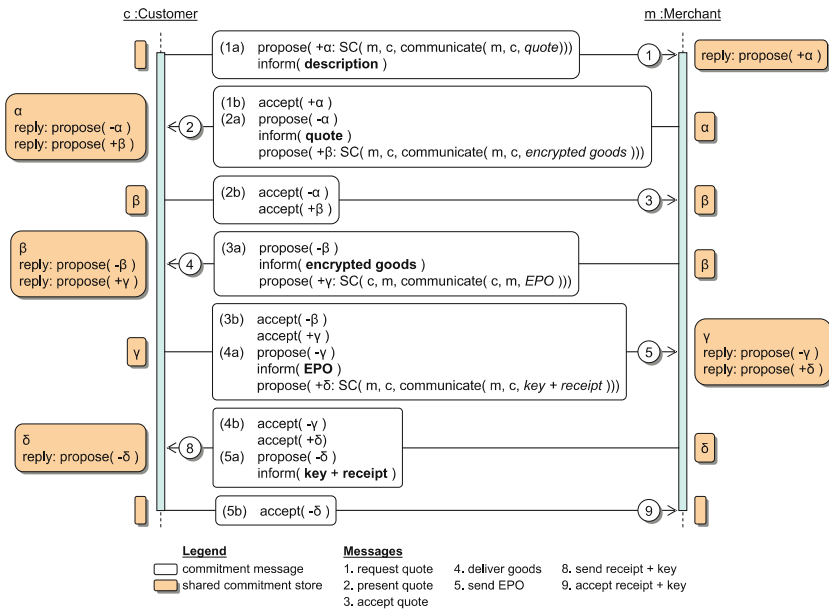 c :Customer
m :Merchant
(1a) propose( +α: SC( m, c, communicate( m, c, quote)))
inform( description )
1
reply: propose( +α )
α
reply: propose( -α )
reply: propose( +β )
2
(1b) accept( +α )
(2a) propose( -α )
inform( quote )
propose( +β: SC( m, c, communicate( m, c, encrypted goods )))
α
β
(2b) accept( -α )
accept( +β )
3
β
β
reply: propose( -β )
reply: propose( +γ )
4
(3a) propose( -β )
inform( encrypted goods )
propose( +γ: SC( c, m, communicate( c, m, EPO )))
β
γ
(3b) accept( -β )
accept( +γ )
(4a) propose( -γ )
inform( EPO )
propose( +δ: SC( m, c, communicate( m, c, key + receipt )))
5
γ
reply: propose( -γ )
reply: propose( +δ )
δ
reply: propose( -δ )
8
(4b) accept( -γ )
accept( +δ)
(5a) propose( -δ )
inform( key + receipt )
δ
(5b) accept( -δ )
9
Legend
commitment message
shared commitment store
Messages
1. request quote
2. present quote
3. accept quote
4. deliver goods
5. send EPO
8. send receipt + key
9. accept receipt + key